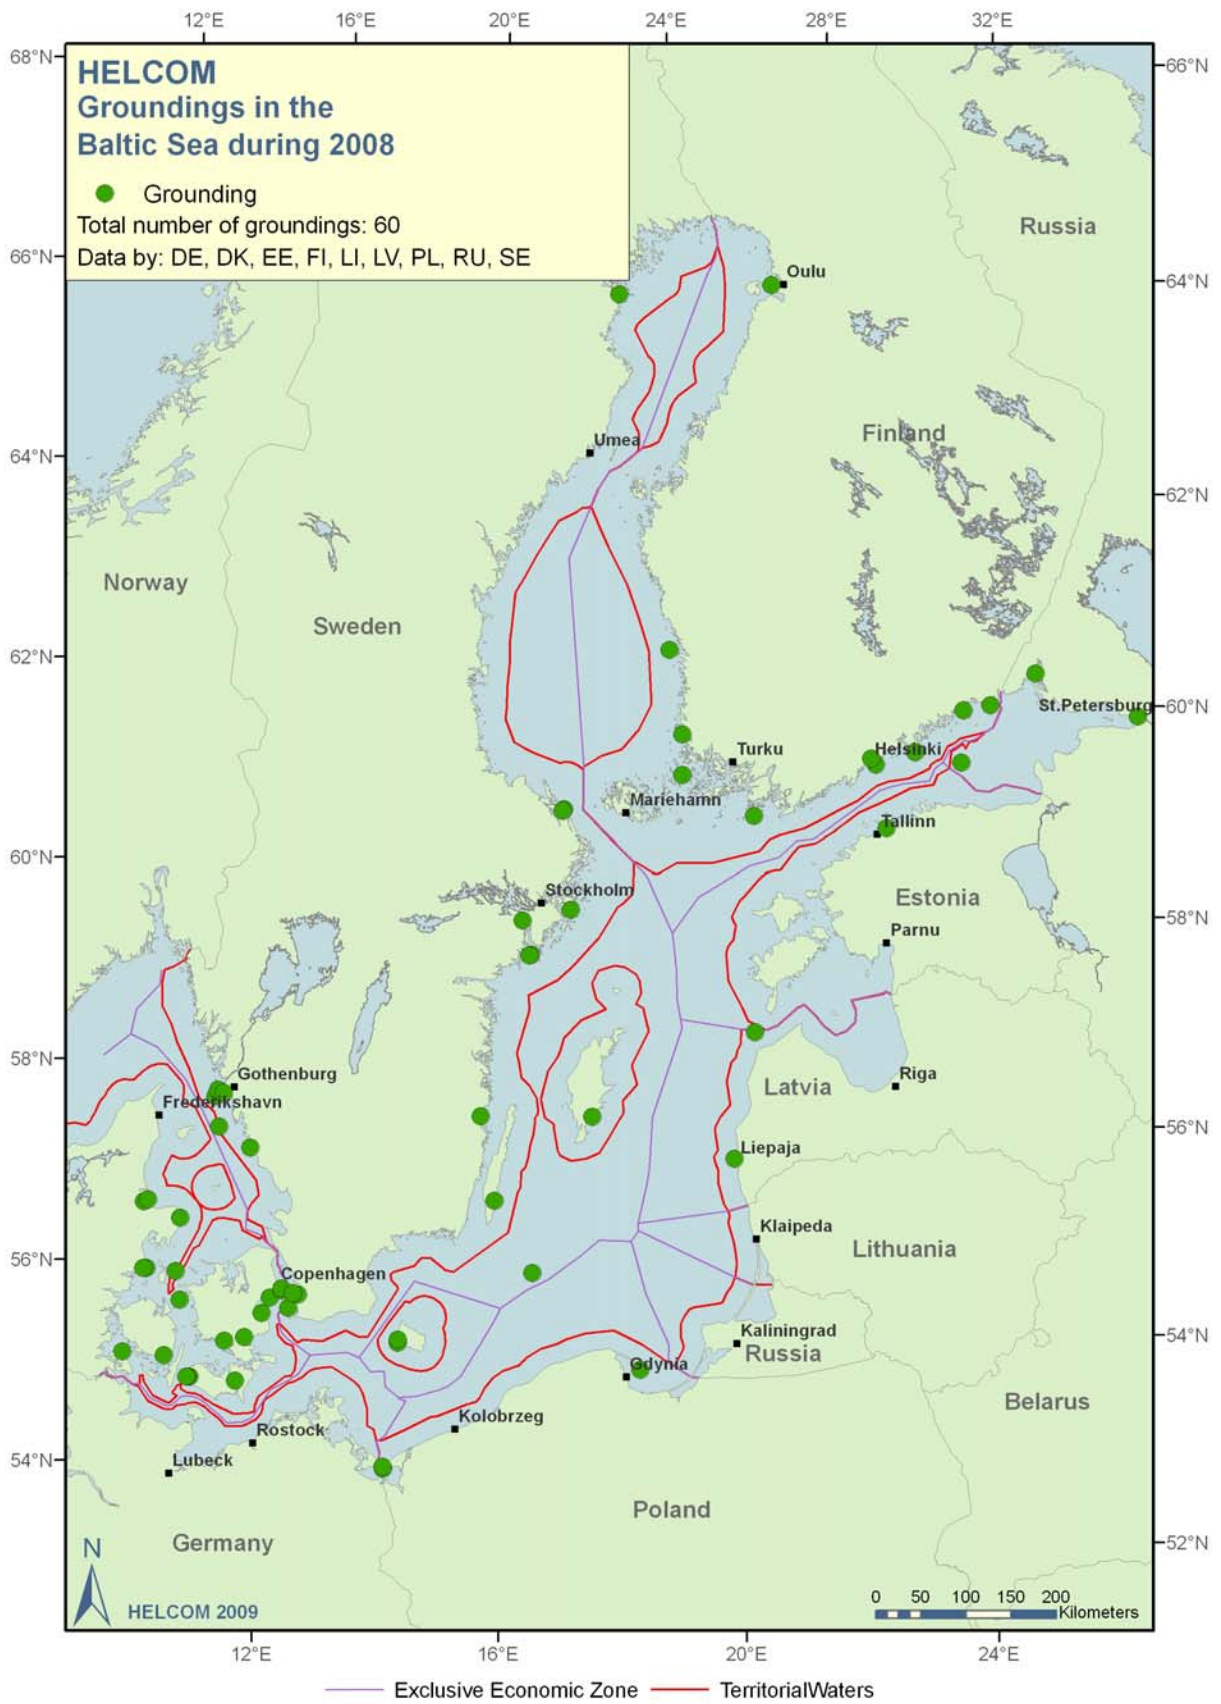 12°E 16°E 20°E 24°E 28°E 32°E
68°N
66°N
HELCOM
Groundings in the
Baltic Sea during 2008
Grounding
Total number of groundings: 60
Data by: DE, DK, EE, FI, LI, LV, PL, RU, SE
Russia
66°N
Oulu
64°N
Finland
Umea
64°N
62°N
Norway
Sweden
62°N
St.Petersburg
60°N
Turku
Helsinki
Mariehamn
Tallinn
60°N
Stockholm
Estonia
58°N
Parnu
58°N
Gothenburg
Riga
Latvia
Frederikshavn
56°N
Liepaja
Klaipeda
Lithuania
56°N
Copenhagen
Kaliningrad
54°N
Russia
Gdynia
Belarus
Kolobrzeg
Rostock
54°N
Lubeck
Poland
Germany
52°N
N
HELCOM 2009
0 50 100 150 200
Kilometers
12°E 16°E 20°E 24°E
Exclusive Economic Zone TerritorialWaters